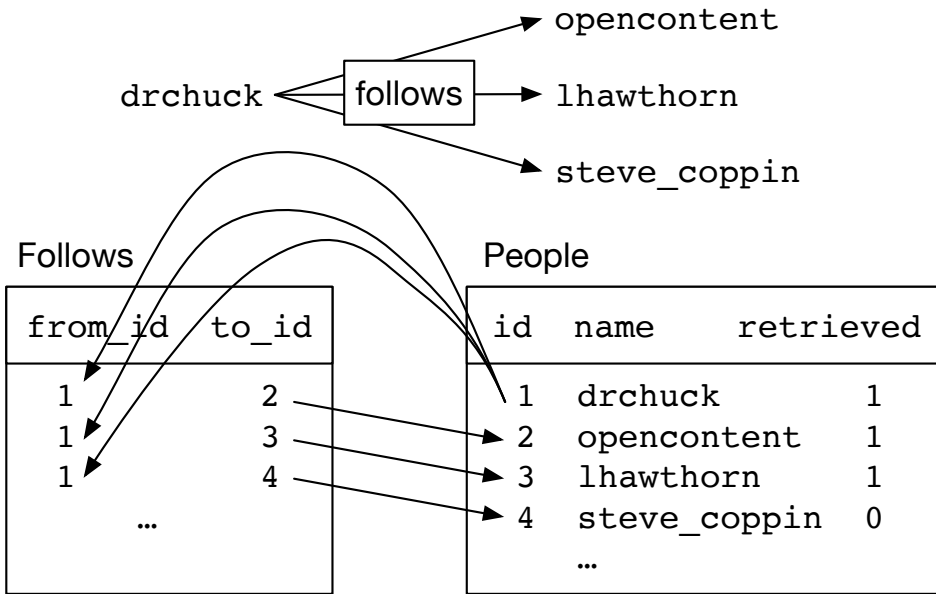 opencontent
drchuck follows lhawthorn
steve_coppin
Follows
from_id to_id
1 2
1 3
1 4
…
People
id name retrieved
1 drchuck 1
2 opencontent 1
3 lhawthorn 1
4 steve_coppin 0
…